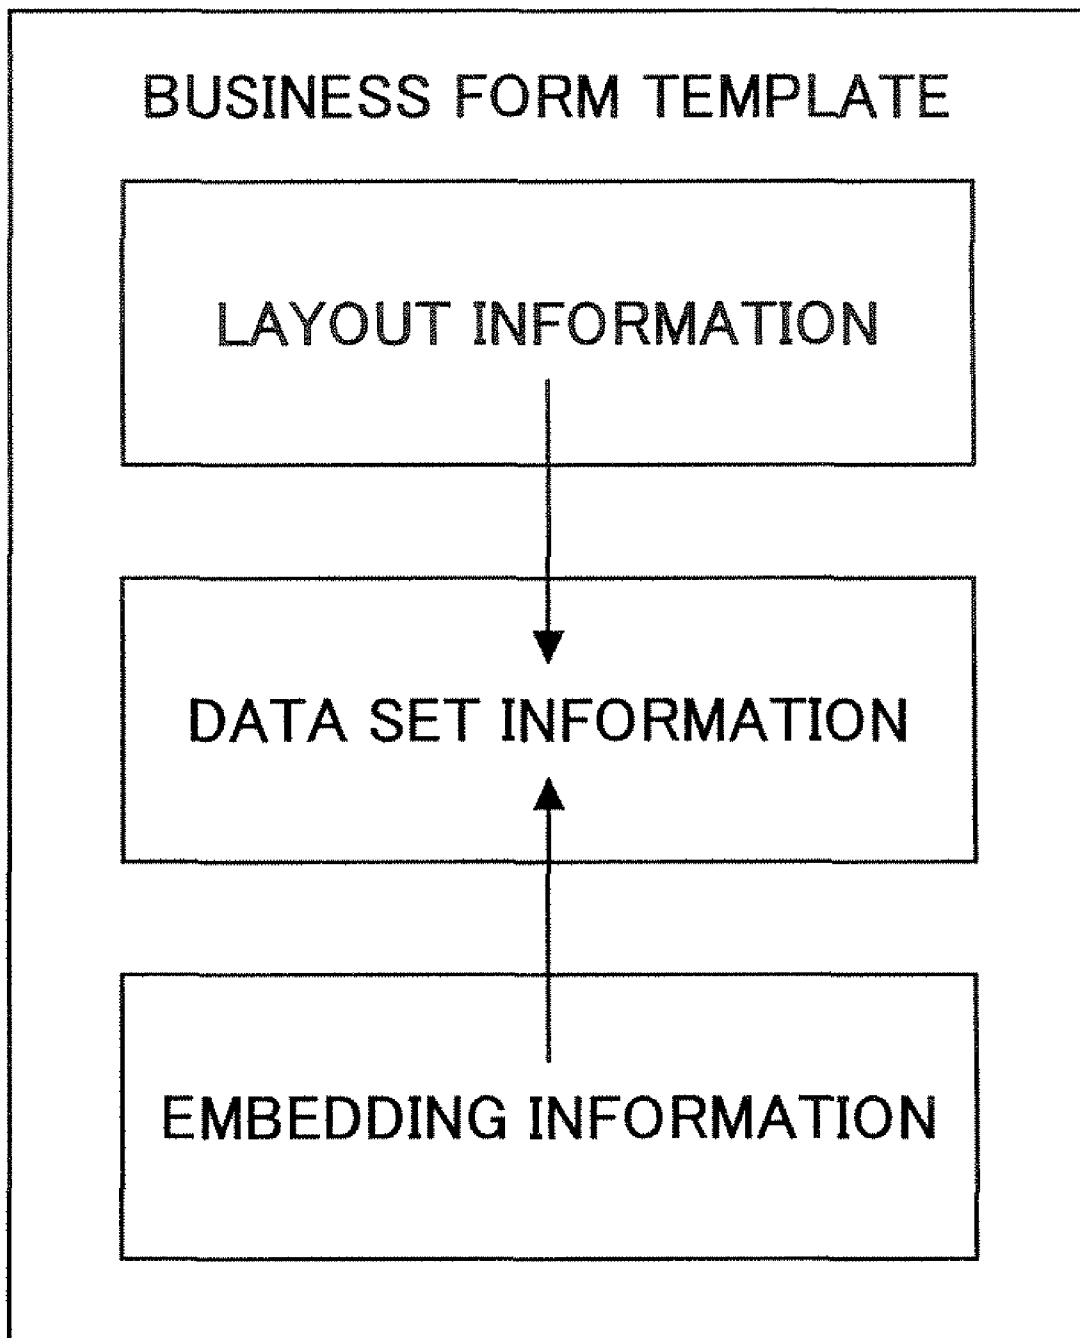 BUSINESS FORM TEMPLATE
LAYOUT INFORMATION
DATA SET INFORMATION
EMBEDDING INFORMATION